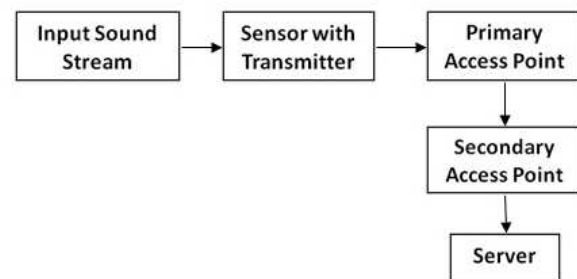 Input Sound
Stream
Sensor with
Transmitter
Primary
Access Point
Secondary
Access Point
Server